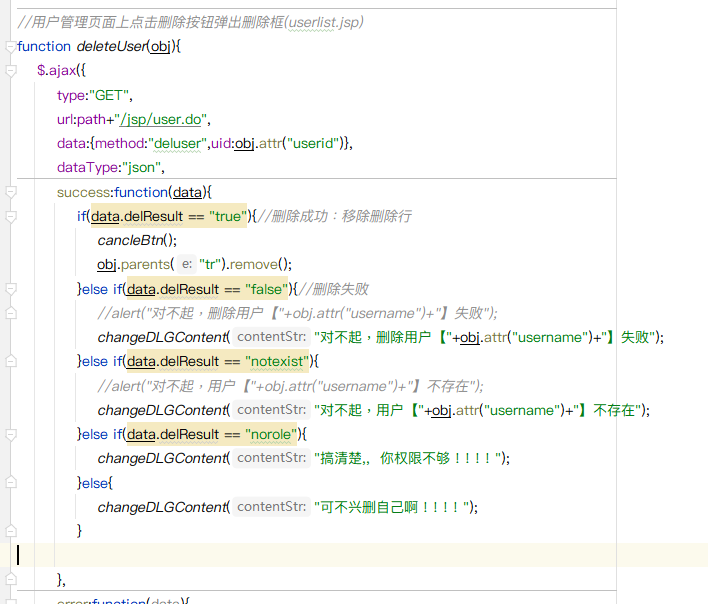 //用户管理页面上点击删除按钮弹出删除框(userlist.jsp)
function deleteUser(obj){
$.ajax({
type:"GET",
url:path+"/jsp/user.do",
data:{method:"deluser",uid:obj.attr("userid")},
dataType:"json",
success:function(data){
if(data.delResult == "true"){//删除成功：移除删除行
cancleBtn();
obj.parents( e: "tr").remove();
}else if(data.delResult == "false"){//删除失败
//alert("对不起，删除用户【"+obj.attr("username")+"】失败");
changeDLGContent( contentStr: "对不起，删除用户【"+obj.attr("username")+"】失败");
}else if(data.delResult == "notexist"){
//alert("对不起，用户【"+obj.attr("username")+"】不存在");
changeDLGContent( contentStr: "对不起，用户【"+obj.attr("username")+"】不存在");
}else if(data.delResult == "norole"){
changeDLGContent( contentStr: "搞清楚,, 你权限不够！！！！");
}else{
changeDLGContent( contentStr: "可不兴删自己啊！！！！");
}
},
error:function(data){